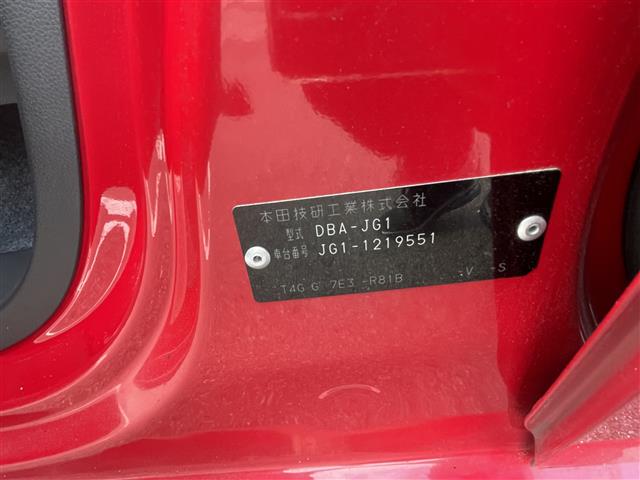 本田技研工業株式会社
型式 DBA-JG1
車台番号 JG1-1219551
T4G G 7E3 -R81B -V -S